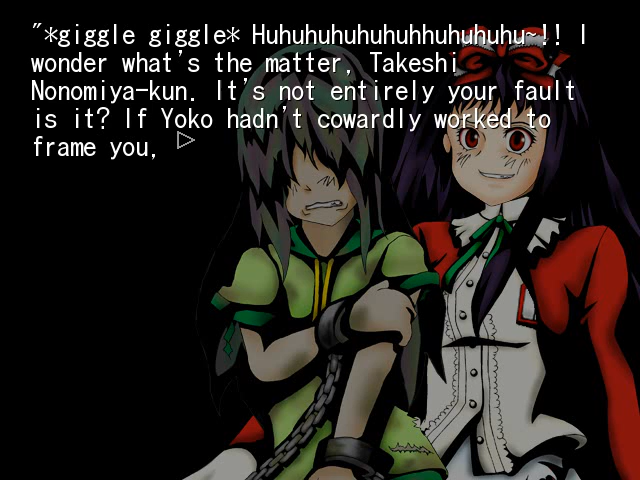 "*giggle giggle* Huhuhuhuhuhuhhuhuhuhu~!! I
wonder what's the matter, Takeshi
Nonomiya-kun. It's not entirely your fault
is it? If Yoko hadn't cowardly worked to
frame you,